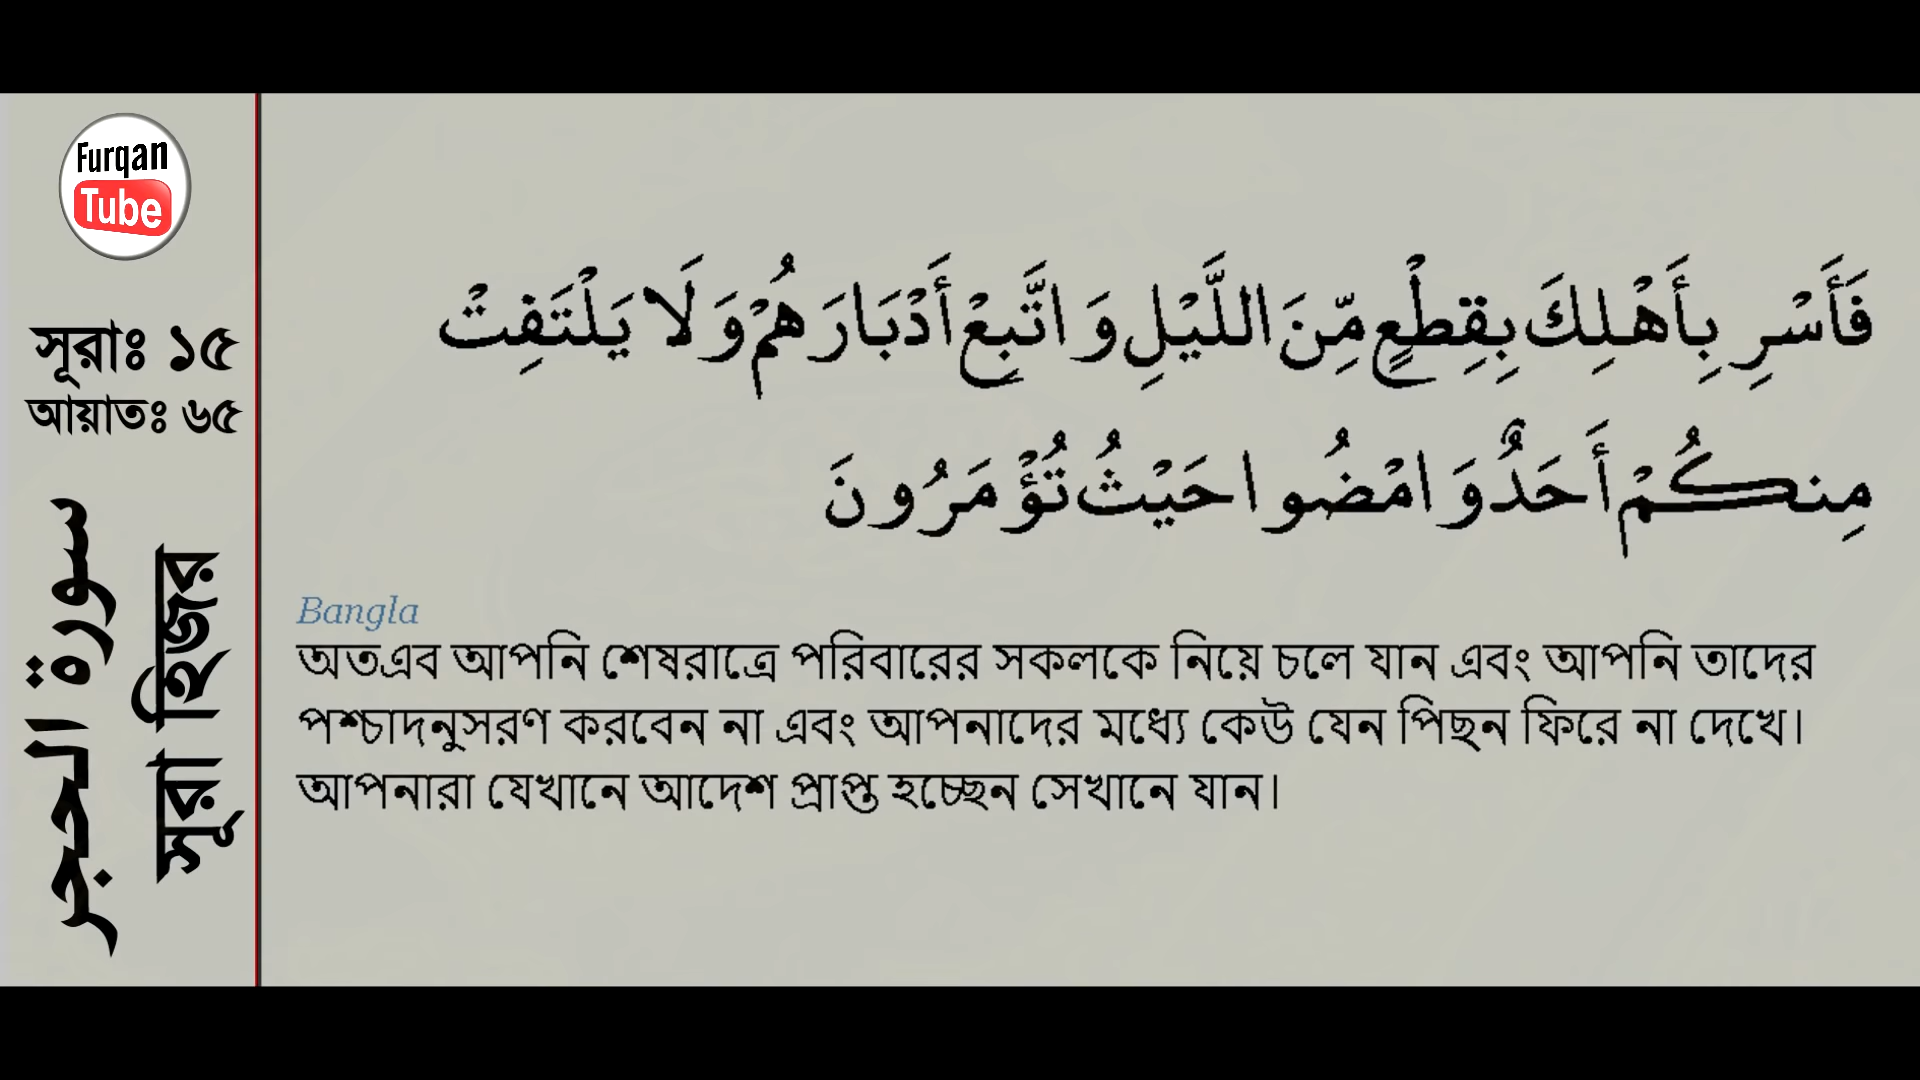 Furqan
Tube
সূরাঃ ১৫
আয়াতঃ ৬৫
سورة الحجر
সূরা হিজর
فَأَسْرِ بِأَهْلِكَ بِقِطْعٍ مِّنَ اللَّيْلِ وَاتَّبِعْ أَدْبَارَهُمْ وَلَا يَلْتَفِتْ
مِنكُمْ أَحَدٌ وَامْضُوا حَيْثُ تُؤْمَرُونَ
Bangla
অতএব আপনি শেষরাত্রে পরিবারের সকলকে নিয়ে চলে যান এবং আপনি তাদের
পশ্চাদনুসরণ করবেন না এবং আপনাদের মধ্যে কেউ যেন পিছন ফিরে না দেখে।
আপনারা যেখানে আদেশ প্রাপ্ত হচ্ছেন সেখানে যান।